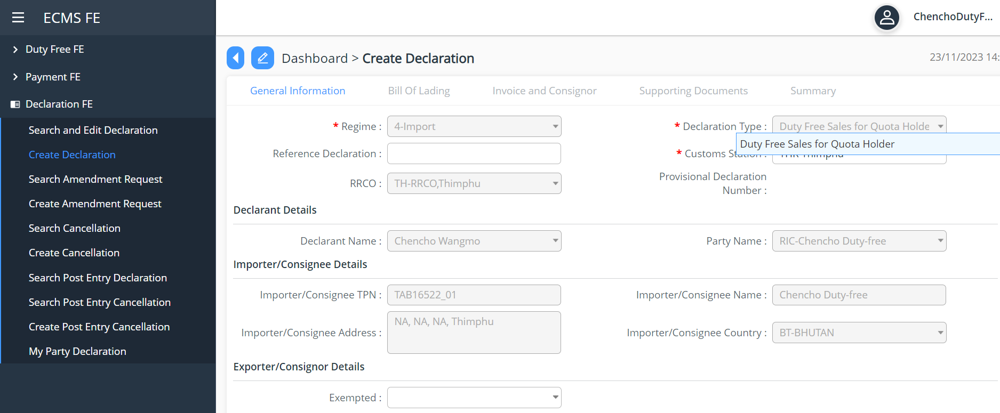 ECMS FE
ChenchoDutyF...
Duty Free FE
Payment FE
Declaration FE
Search and Edit Declaration
Create Declaration
Search Amendment Request
Create Amendment Request
Search Cancellation
Create Cancellation
Search Post Entry Declaration
Search Post Entry Cancellation
Create Post Entry Cancellation
My Party Declaration
Dashboard > Create Declaration
23/11/2023 14:
General Information Bill Of Lading Invoice and Consignor Supporting Documents Summary
* Regime : 4-Import
* Declaration Type : Duty Free Sales for Quota Holde
Duty Free Sales for Quota Holder
Reference Declaration :
* Customs Station : THR-Thimphu
RRCO : TH-RRCO,Thimphu
Provisional Declaration
Number :
Declarant Details
Declarant Name : Chencho Wangmo
Party Name : RIC-Chencho Duty-free
Importer/Consignee Details
Importer/Consignee TPN : TAB16522_01
Importer/Consignee Name : Chencho Duty-free
Importer/Consignee Address : NA, NA, NA, Thimphu
Importer/Consignee Country : BT-BHUTAN
Exporter/Consignor Details
Exempted :